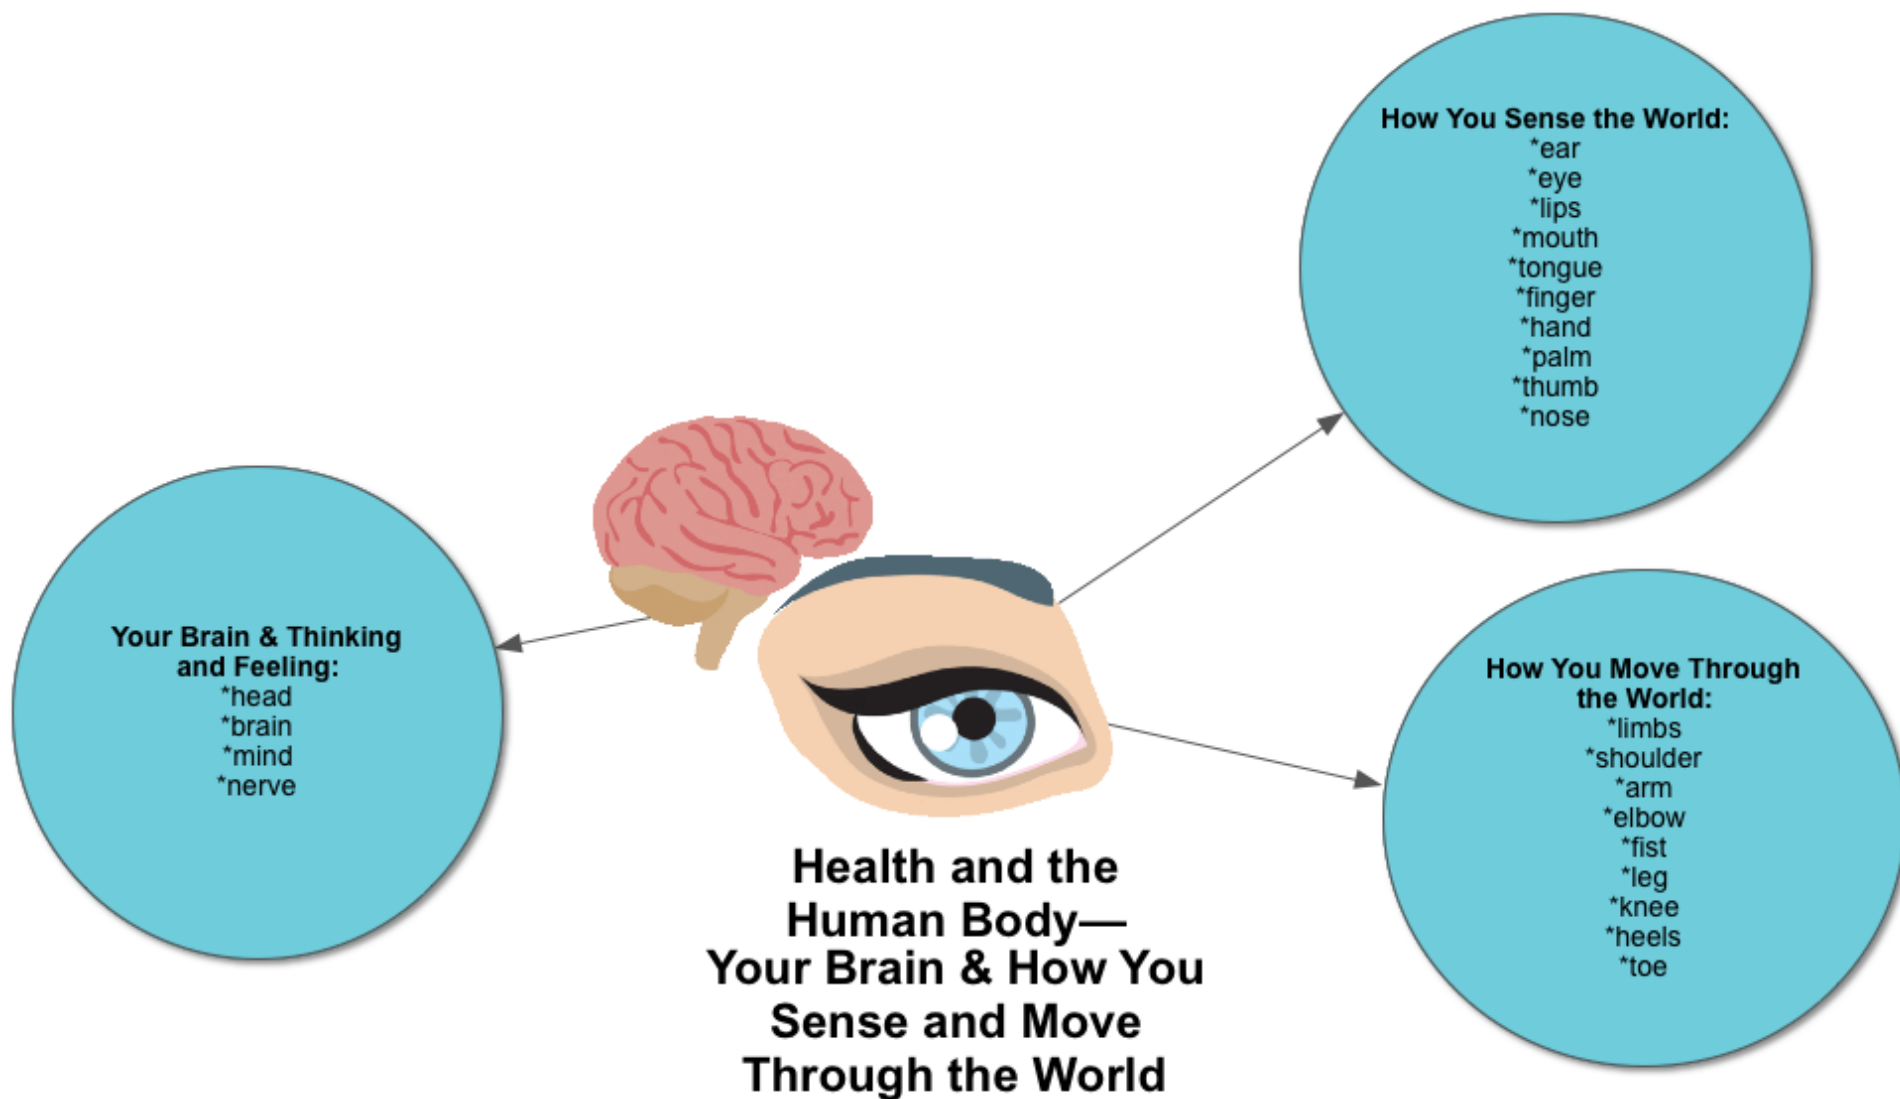 How You Sense the World:
*ear
*eye
*lips
*mouth
*tongue
*finger
*hand
*palm
*thumb
*nose
Your Brain & Thinking
and Feeling:
*head
*brain
*mind
*nerve
How You Move Through
the World:
*limbs
*shoulder
*arm
*elbow
*fist
*leg
*knee
*heels
*toe
Health and the
Human Body—
Your Brain & How You
Sense and Move
Through the World